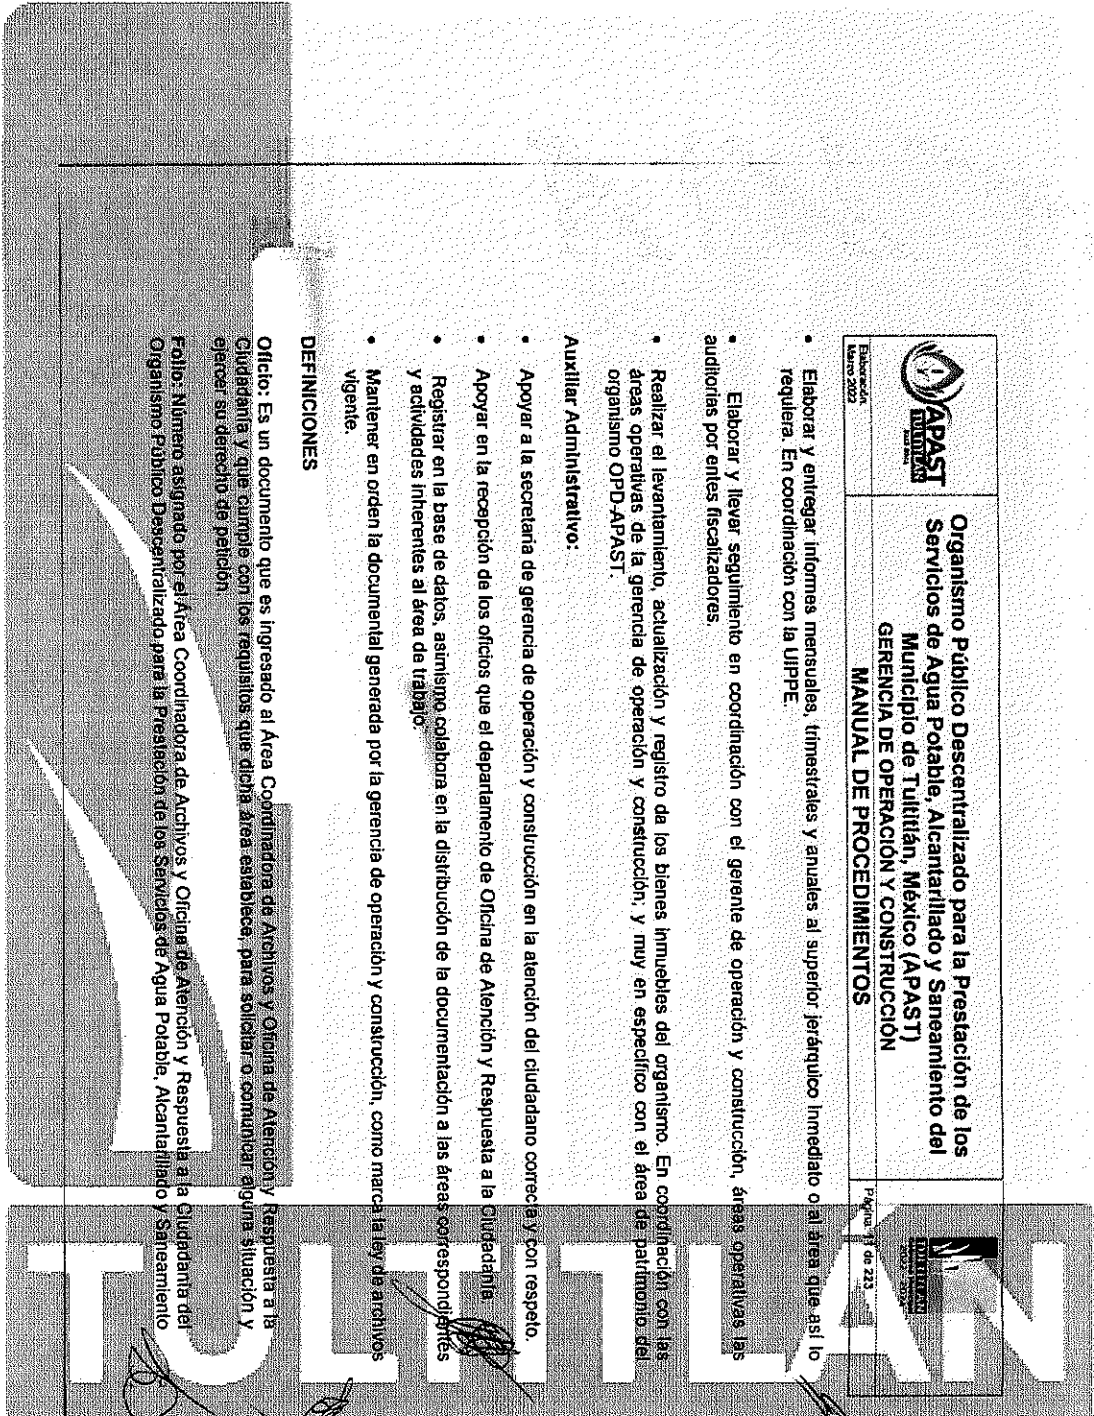 APAST
TULTITLAN
Elaboración:
Marzo 2022
Organismo Público Descentralizado para la Prestación de los
Servicios de Agua Potable, Alcantarillado y Saneamiento del
Municipio de Tultitlán, México (APAST)
GERENCIA DE OPERACIÓN Y CONSTRUCCIÓN
MANUAL DE PROCEDIMIENTOS
TULTITLAN
2022 - 2024
Página 11 de 223
• Elaborar y entregar informes mensuales, trimestrales y anuales al superior jerárquico inmediato o al área que así lo
requiera. En coordinación con la UIPPE.
• Elaborar y llevar seguimiento en coordinación con el gerente de operación y construcción, áreas operativas las
auditorías por entes fiscalizadores.
• Realizar el levantamiento, actualización y registro da los bienes inmuebles del organismo. En coordinación con las
áreas operativas de la gerencia de operación y construcción, y muy en específico con el área de patrimonio del
organismo OPD-APAST.
Auxiliar Administrativo:
• Apoyar a la secretaria de gerencia de operación y construcción en la atención del ciudadano correcta y con respeto.
• Apoyar en la recepción de los oficios que el departamento de Oficina de Atención y Respuesta a la Ciudadanía.
• Registrar en la base de datos, asimismo colabora en la distribución de la documentación a las áreas correspondientes
y actividades inherentes al área de trabajo.
• Mantener en orden la documental generada por la gerencia de operación y construcción, como marca la ley de archivos
vigente.
DEFINICIONES
Oficio: Es un documento que es ingresado al Área Coordinadora de Archivos y Oficina de Atención y Respuesta a la
Ciudadanía y que cumple con los requisitos que dicha área establece, para solicitar o comunicar alguna situación y
ejercer su derecho de petición.
Folio: Número asignado por el Área Coordinadora de Archivos y Oficina de Atención y Respuesta a la Ciudadanía del
Organismo Público Descentralizado para la Prestación de los Servicios de Agua Potable, Alcantarillado y Saneamiento
TULTITLÁN